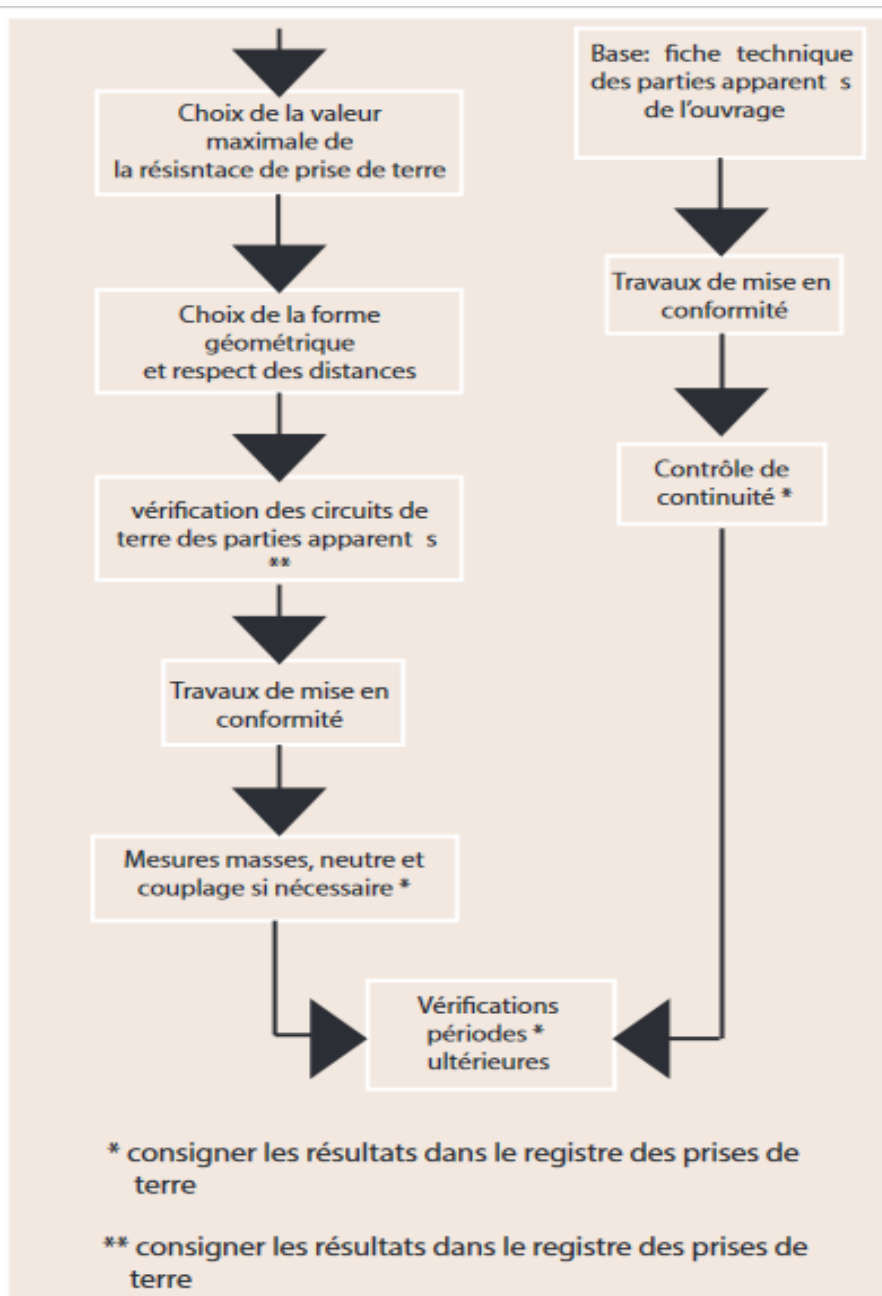 Choix de la valeur
maximale de
la résisntace de prise de terre
Choix de la forme
géométrique
et respect des distances
vérification des circuits de
terre des parties apparent s
**
Travaux de mise en
conformité
Mesures masses, neutre et
couplage si nécessaire *
Base: fiche technique
des parties apparent s
de l'ouvrage
Travaux de mise en
conformité
Contrôle de
continuité *
Vérifications
périodes *
ultérieures
* consigner les résultats dans le registre des prises de
terre
** consigner les résultats dans le registre des prises de
terre